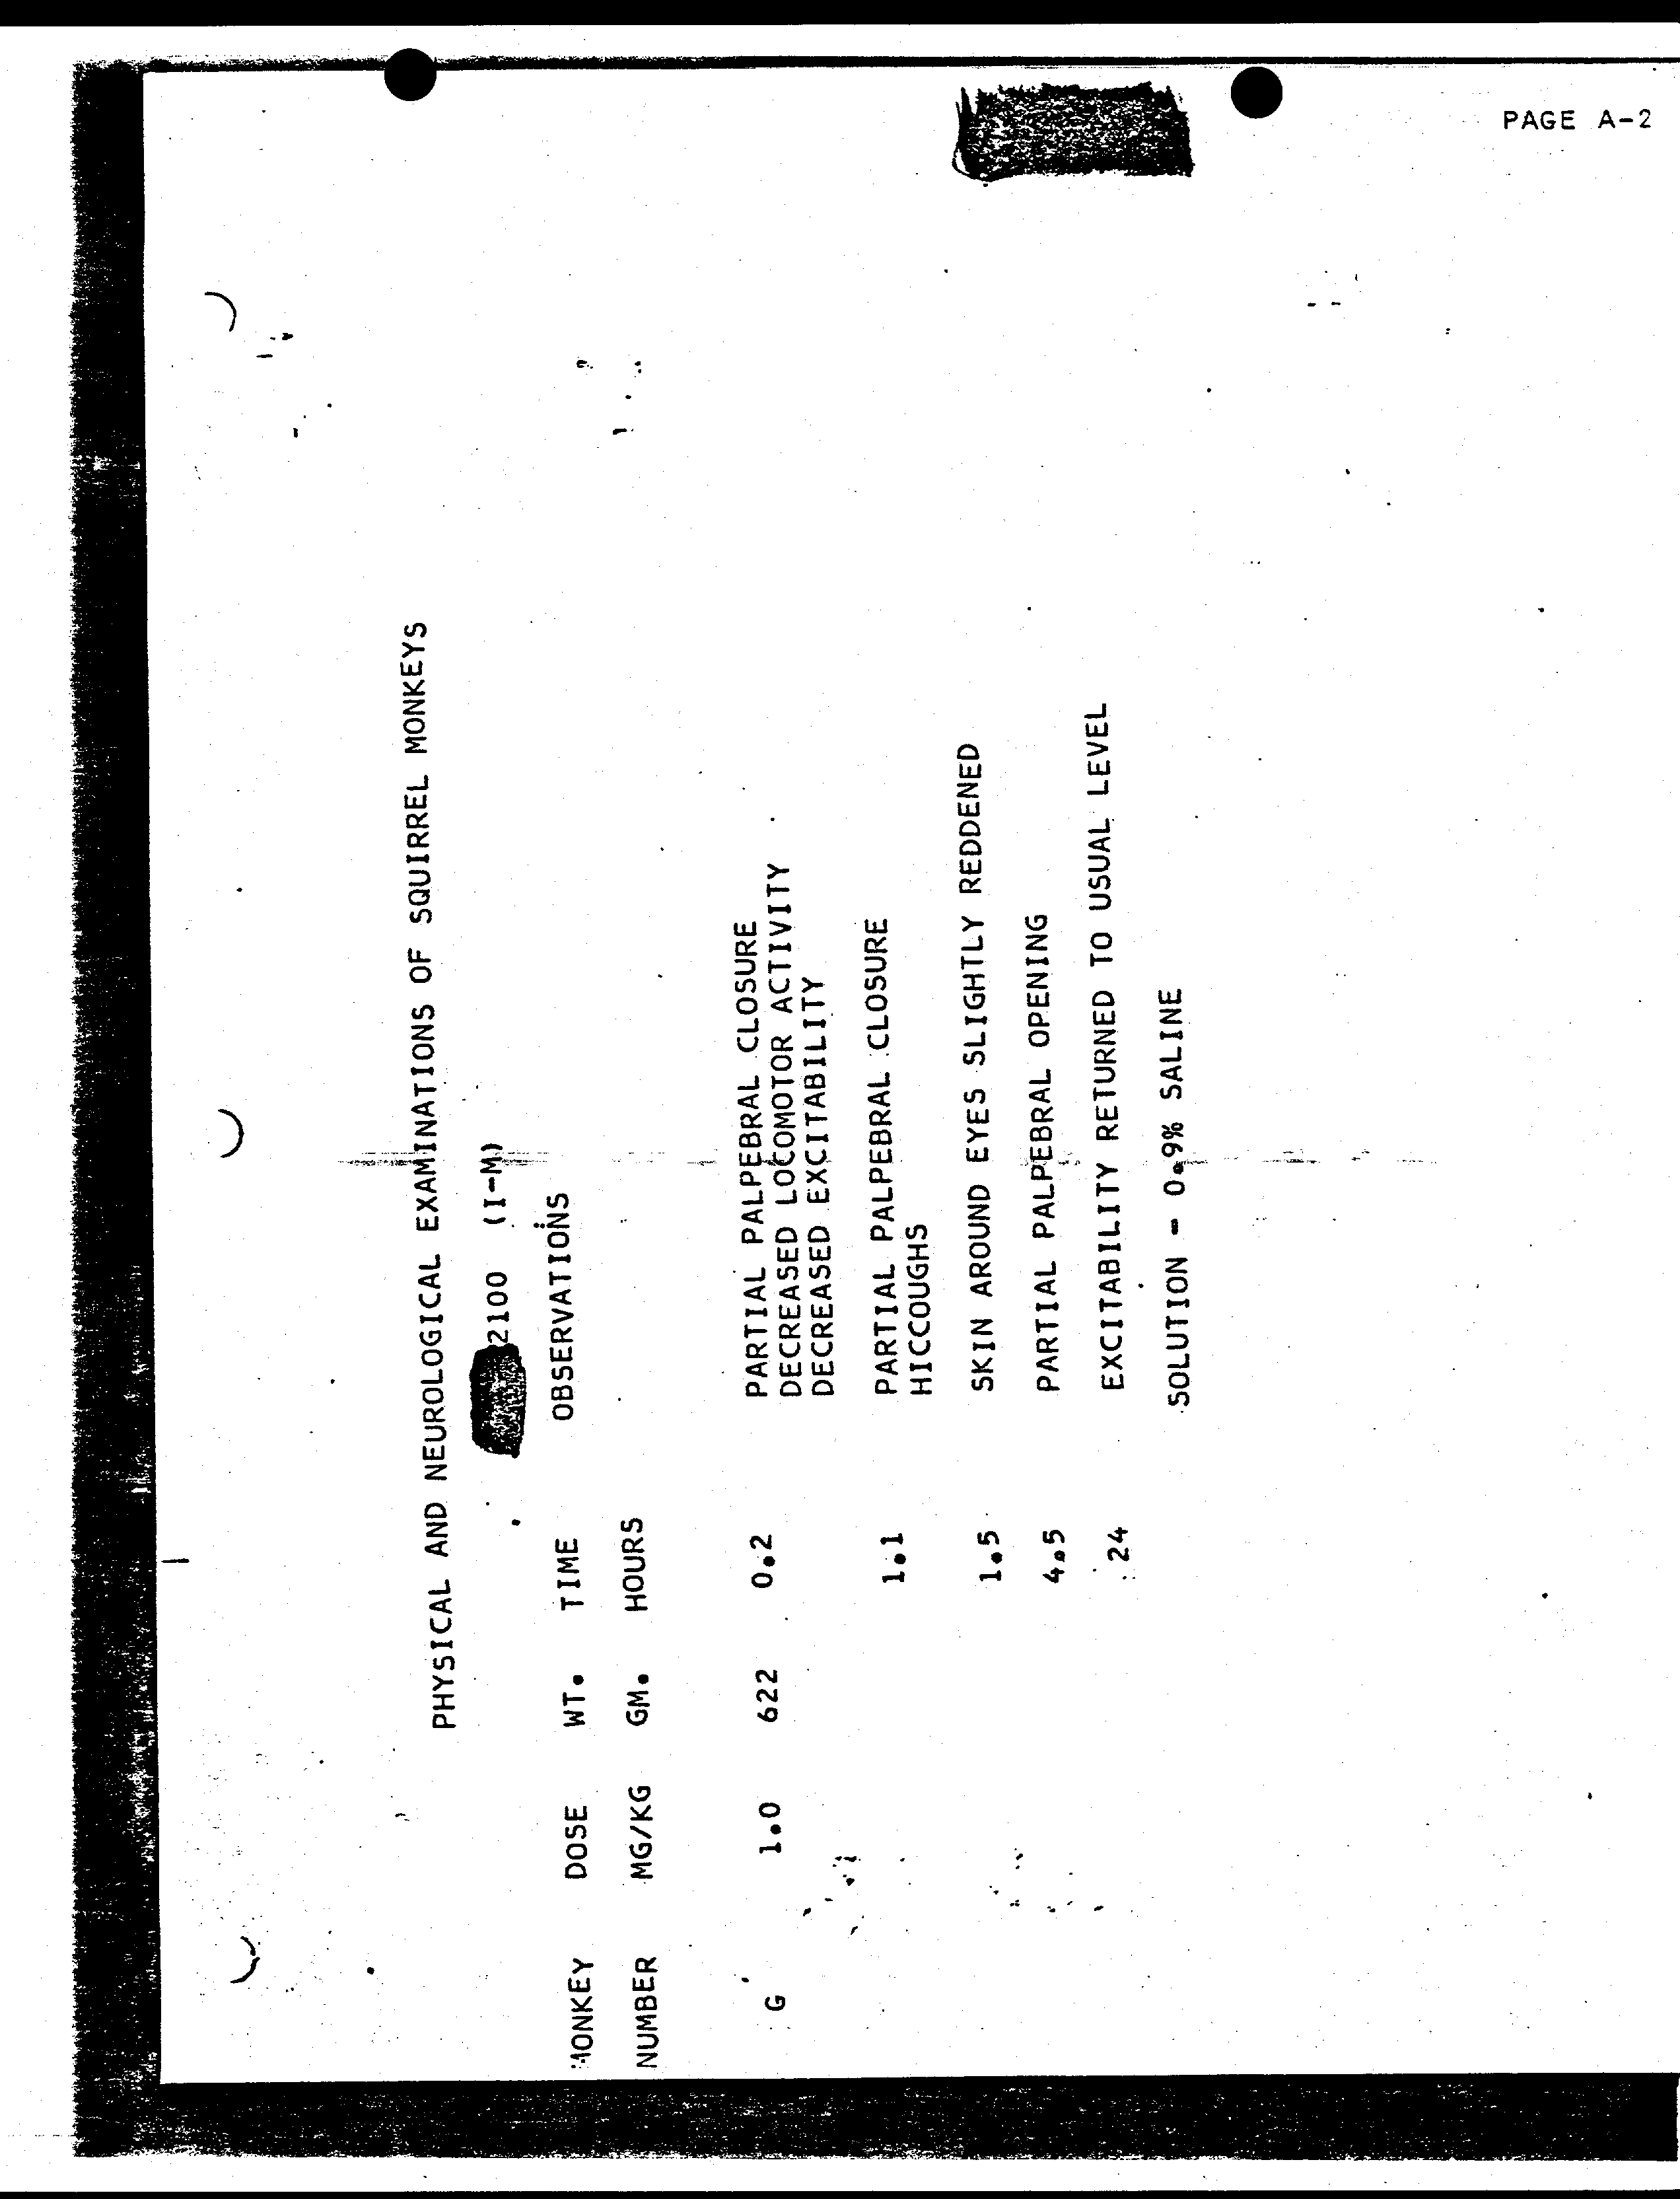 PAGE A-2
PHYSICAL AND NEUROLOGICAL EXAMINATIONS OF SQUIRREL MONKEYS
2100 (I-M)
MONKEY DOSE WT. TIME OBSERVATIONS
NUMBER MG/KG GM. HOURS
G 1.0 622 0.2 PARTIAL PALPEBRAL CLOSURE
DECREASED LOCOMOTOR ACTIVITY
DECREASED EXCITABILITY
1.1 PARTIAL PALPEBRAL CLOSURE
HICCOUGHS
1.5 SKIN AROUND EYES SLIGHTLY REDDENED
4.5 PARTIAL PALPEBRAL OPENING
24 EXCITABILITY RETURNED TO USUAL LEVEL
SOLUTION - 0.9% SALINE